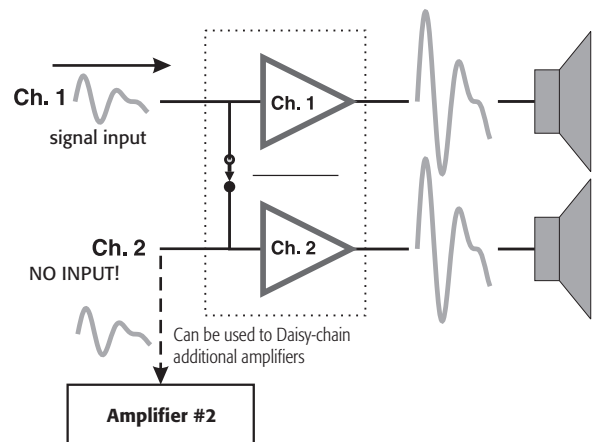 Ch. 1
signal input
Ch. 1
Ch. 2
NO INPUT!
Ch. 2
Can be used to Daisy-chain
additional amplifiers
Amplifier #2